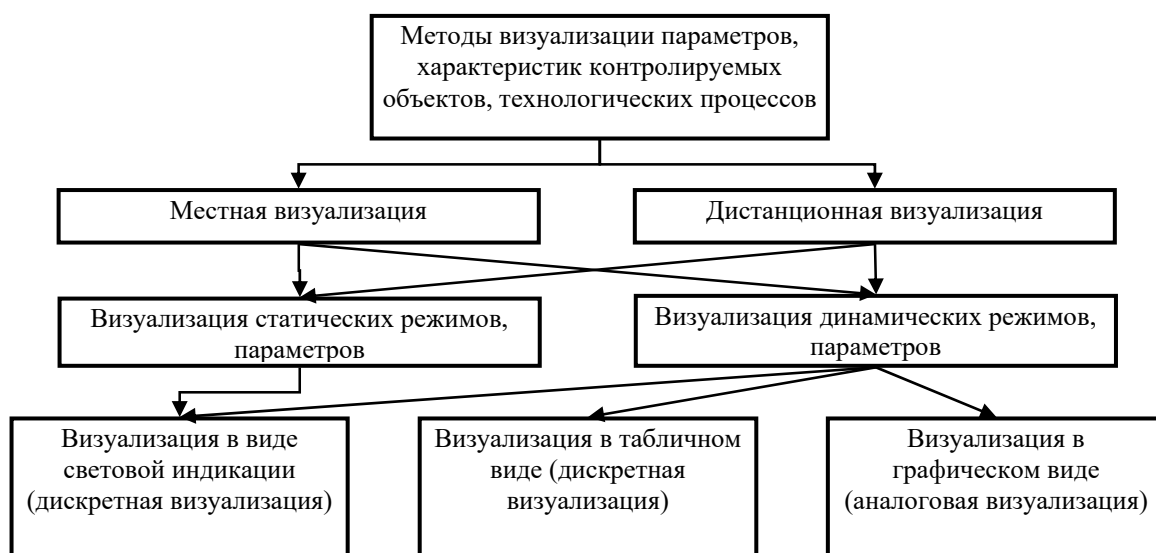 Методы визуализации параметров,
характеристик контролируемых
объектов, технологических процессов
Местная визуализация
Дистанционная визуализация
Визуализация статических режимов,
параметров
Визуализация динамических режимов,
параметров
Визуализация в виде
световой индикации
(дискретная визуализация)
Визуализация в табличном
виде (дискретная
визуализация)
Визуализация в
графическом виде
(аналоговая визуализация)